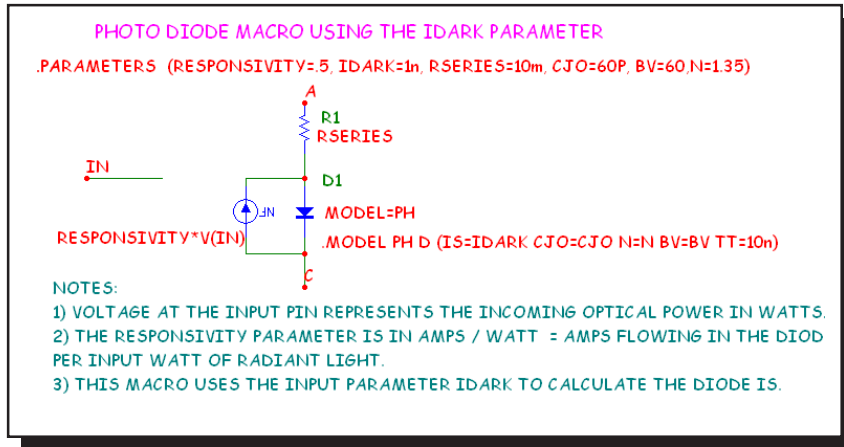 PHOTO DIODE MACRO USING THE IDARK PARAMETER
.PARAMETERS (RESPONSIVITY=.5, IDARK=1n, RSERIES=10m, CJO=60P, BV=60,N=1.35)
A
R1
RSERIES
IN
D1
NF
MODEL=PH
RESPONSIVITY*V(IN)
.MODEL PH D (IS=IDARK CJO=CJO N=N BV=BV TT=10n)
C
NOTES:
1) VOLTAGE AT THE INPUT PIN REPRESENTS THE INCOMING OPTICAL POWER IN WATTS.
2) THE RESPONSIVITY PARAMETER IS IN AMPS / WATT = AMPS FLOWING IN THE DIOD
PER INPUT WATT OF RADIANT LIGHT.
3) THIS MACRO USES THE INPUT PARAMETER IDARK TO CALCULATE THE DIODE IS.